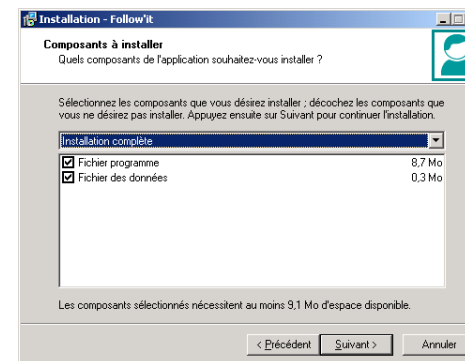 Installation - Follow'it
Composants à installer
Quels composants de l'application souhaitez-vous installer ?
Sélectionnez les composants que vous désirez installer ; décochez les composants que
vous ne désirez pas installer. Appuyez ensuite sur Suivant pour continuer l'installation.
Installation complète
Fichier programme 8,7 Mo
Fichier des données 0,3 Mo
Les composants sélectionnés nécessitent au moins 9,1 Mo d'espace disponible.
< Précédent Suivant > Annuler